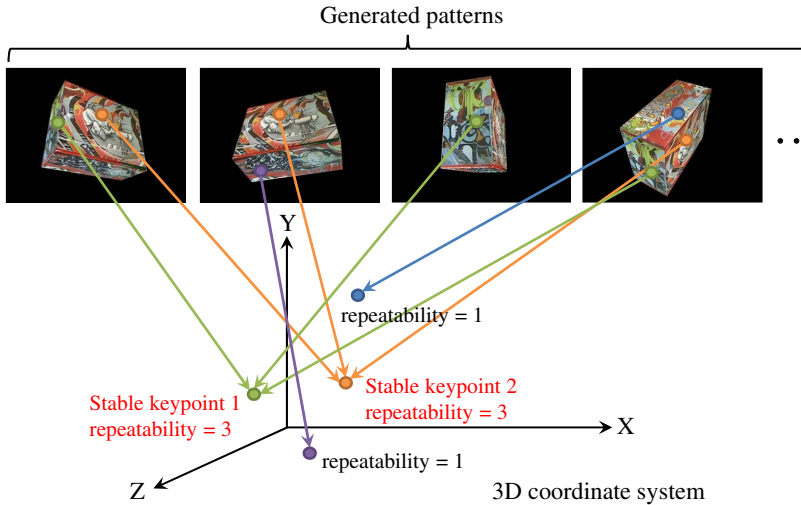 Generated patterns
. .
Y
repeatability = 1
Stable keypoint 1
repeatability = 3
Stable keypoint 2
repeatability = 3
X
repeatability = 1
Z
3D coordinate system